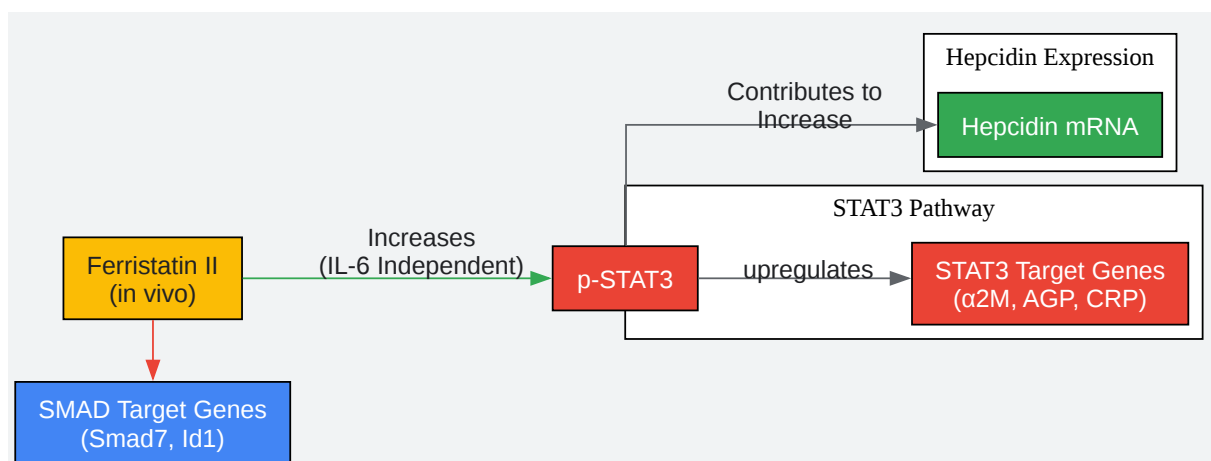 Hepcidin Expression
Contributes to
Increase
Hepcidin mRNA
STAT3 Pathway
Ferristatin II
(in vivo)
Increases
(IL-6 Independent)
p-STAT3
upregulates
STAT3 Target Genes
(α2M, AGP, CRP)
SMAD Target Genes
(Smad7, Id1)